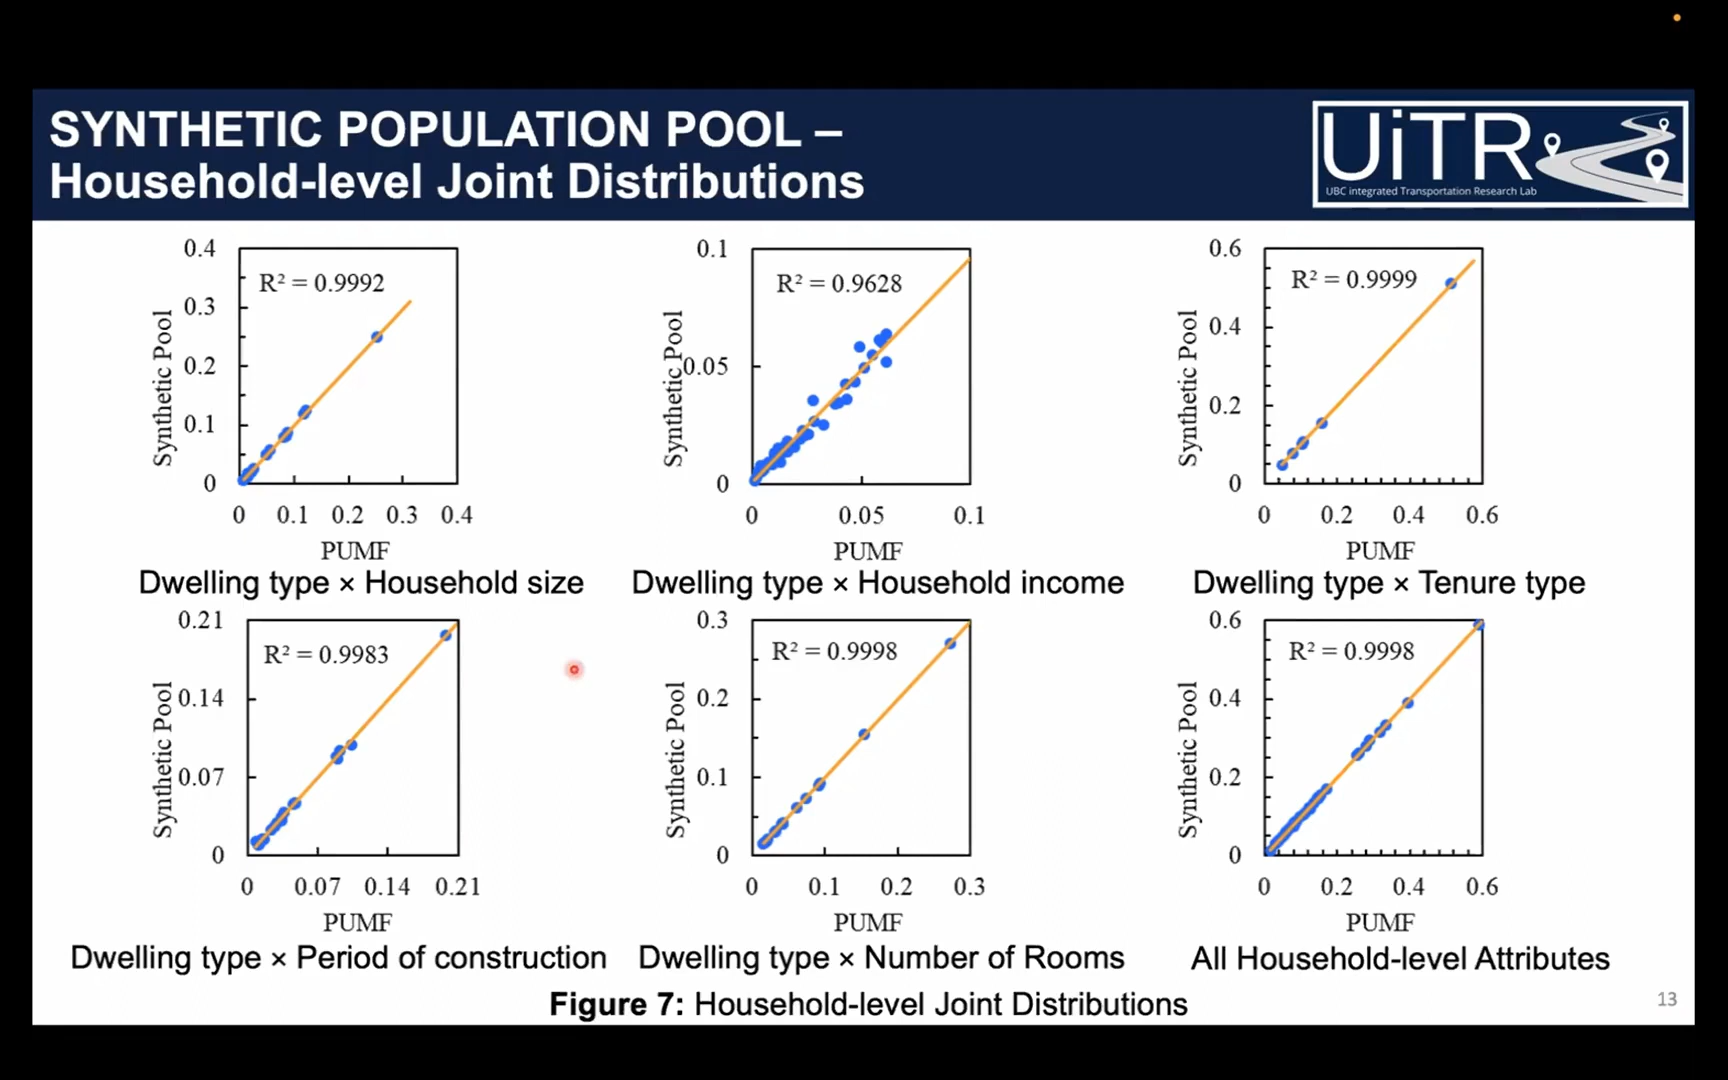 SYNTHETIC POPULATION POOL –
Household-level Joint Distributions
UiTR
UBC integrated Transportation Research Lab
Synthetic Pool
0.4
0.3
0.2
0.1
0
R² = 0.9992
0 0.1 0.2 0.3 0.4
PUMF
Dwelling type × Household size
Synthetic Pool
0.1
0.05
0
R² = 0.9628
0 0.05 0.1
PUMF
Dwelling type × Household income
Synthetic Pool
0.6
0.4
0.2
0
R² = 0.9999
0 0.2 0.4 0.6
PUMF
Dwelling type × Tenure type
Synthetic Pool
0.21
0.14
0.07
0
R² = 0.9983
0 0.07 0.14 0.21
PUMF
Dwelling type × Period of construction
Synthetic Pool
0.3
0.2
0.1
0
R² = 0.9998
0 0.1 0.2 0.3
PUMF
Dwelling type × Number of Rooms
Synthetic Pool
0.6
0.4
0.2
0
R² = 0.9998
0 0.2 0.4 0.6
PUMF
All Household-level Attributes
Figure 7: Household-level Joint Distributions
13